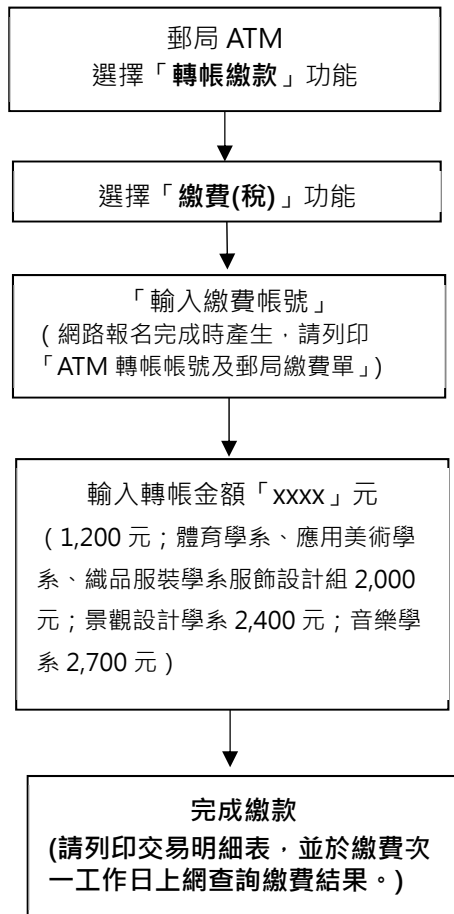 郵局 ATM
選擇「轉帳繳款」功能
選擇「繳費(稅)」功能
「輸入繳費帳號」
(網路報名完成時產生，請列印
「ATM 轉帳帳號及郵局繳費單」)
輸入轉帳金額「xxxx」元
(1,200 元；體育學系、應用美術學
系、織品服裝學系服飾設計組 2,000
元；景觀設計學系 2,400 元；音樂學
系 2,700 元)
完成繳款
(請列印交易明細表，並於繳費次
一工作日上網查詢繳費結果。)